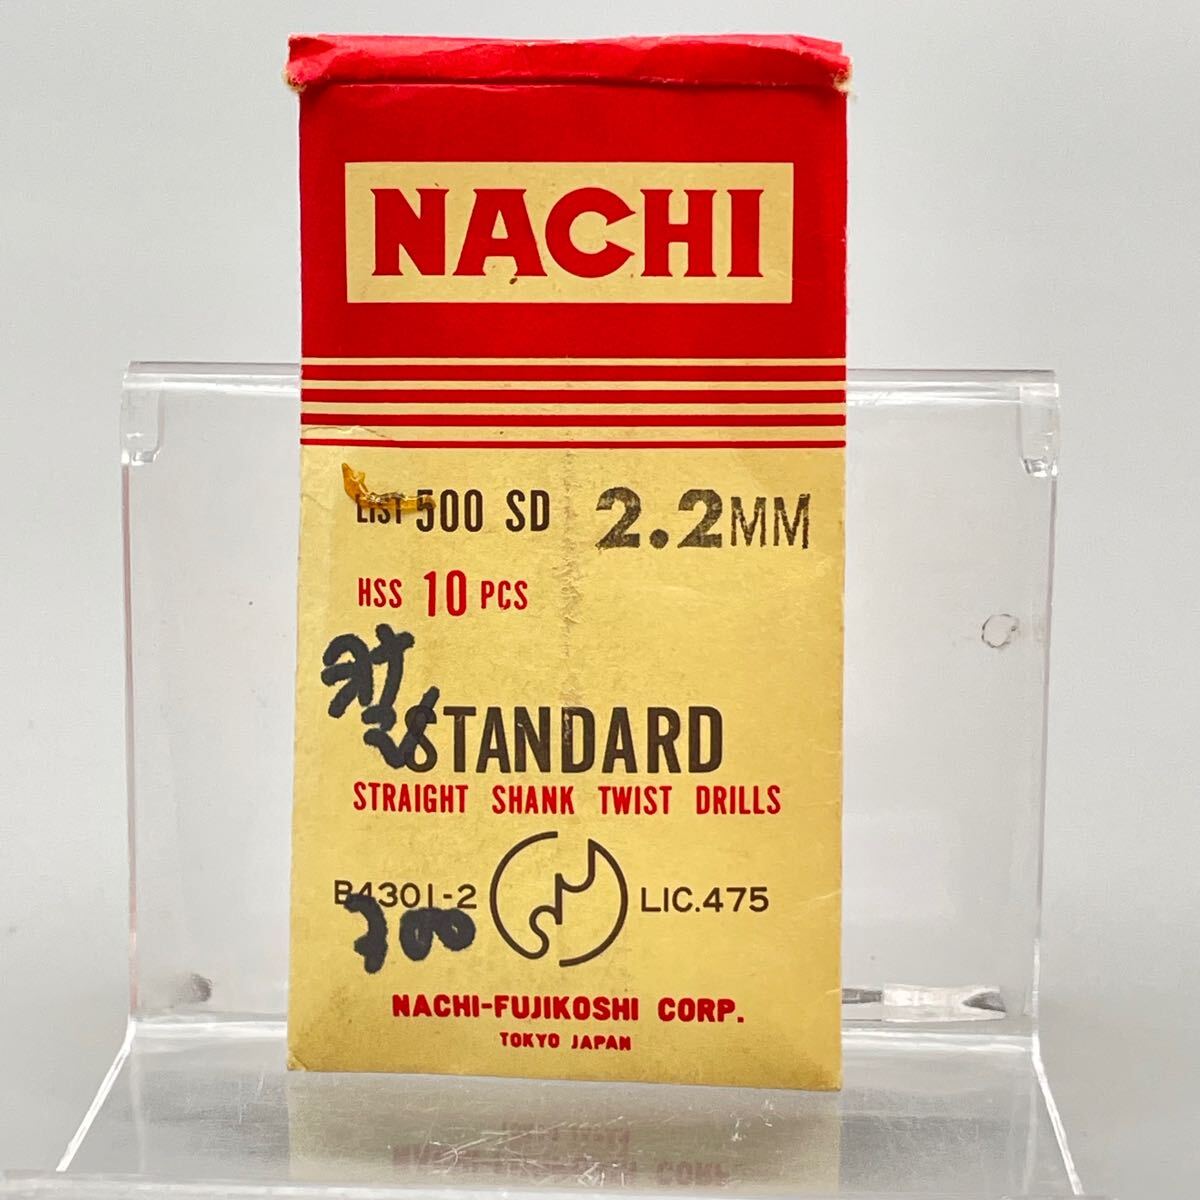 NACHI
LIST 500 SD 2.2MM
HSS 10 PCS
STANDARD
STRAIGHT SHANK TWIST DRILLS
B4301-2 LIC.475
700
NACHI-FUJIKOSHI CORP.
TOKYO JAPAN